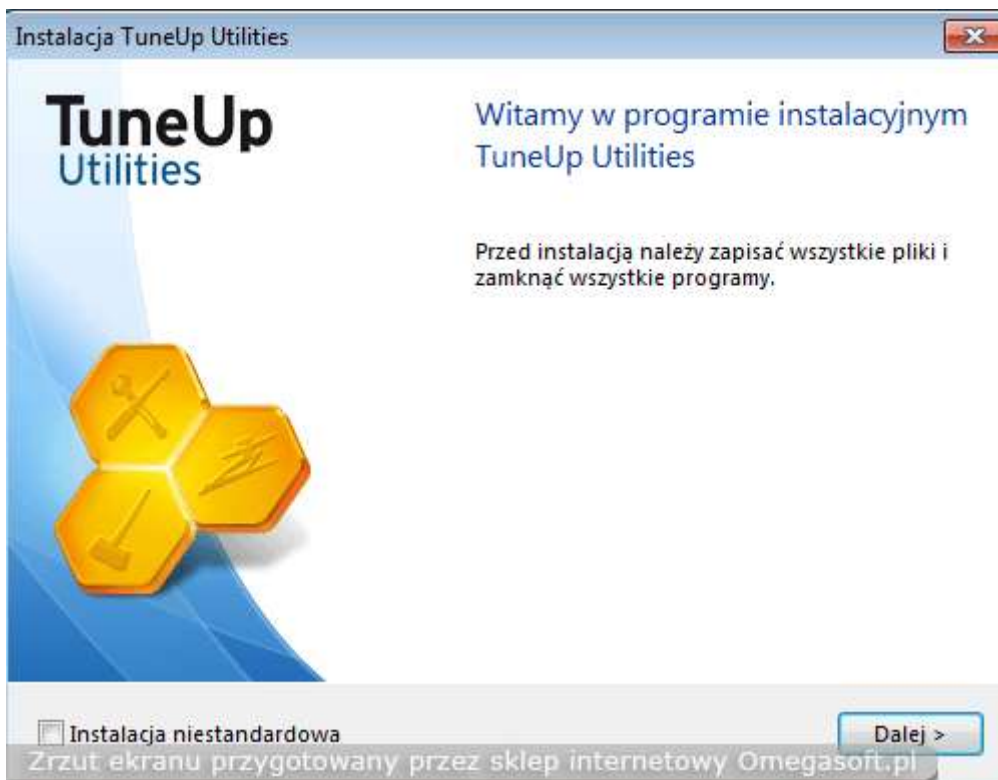 Instalacja TuneUp Utilities
TuneUp
Utilities
Witamy w programie instalacyjnym
TuneUp Utilities
Przed instalacją należy zapisać wszystkie pliki i
zamknąć wszystkie programy.
Instalacja niestandardowa
Dalej >
Zrzut ekranu przygotowany przez sklep internetowy Omegasoft.pl